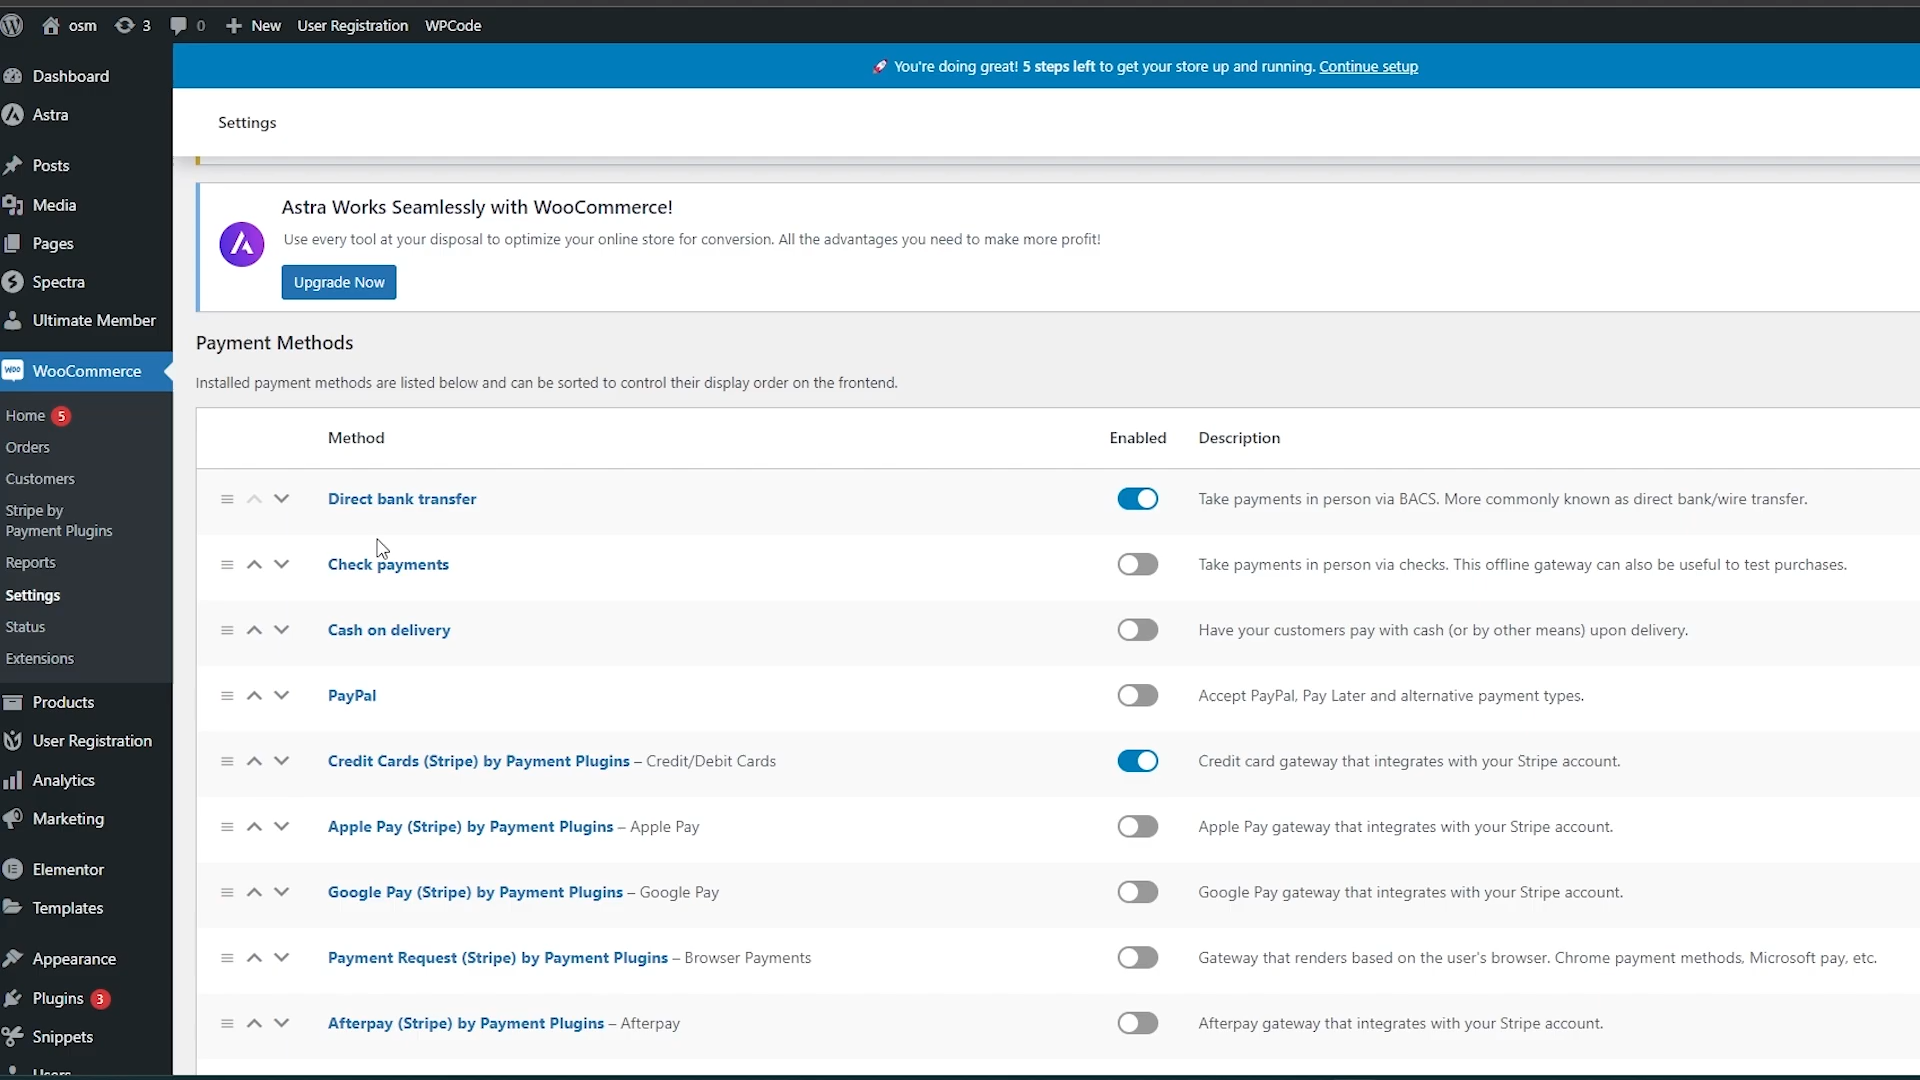 osm 3 0 New User Registration WPCode
Dashboard
Astra
Posts
Media
Pages
Spectra
Ultimate Member
woo WooCommerce
Home 5
Orders
Customers
Stripe by
Payment Plugins
Reports
Settings
Status
Extensions
Products
User Registration
Analytics
Marketing
Elementor
Templates
Appearance
Plugins 3
Snippets
Users
🚀 You're doing great! 5 steps left to get your store up and running. Continue setup
Settings
Astra Works Seamlessly with WooCommerce!
Use every tool at your disposal to optimize your online store for conversion. All the advantages you need to make more profit!
Upgrade Now
Payment Methods
Installed payment methods are listed below and can be sorted to control their display order on the frontend.
Method Enabled Description
Direct bank transfer Take payments in person via BACS. More commonly known as direct bank/wire transfer.
Check payments Take payments in person via checks. This offline gateway can also be useful to test purchases.
Cash on delivery Have your customers pay with cash (or by other means) upon delivery.
PayPal Accept PayPal, Pay Later and alternative payment types.
Credit Cards (Stripe) by Payment Plugins – Credit/Debit Cards Credit card gateway that integrates with your Stripe account.
Apple Pay (Stripe) by Payment Plugins – Apple Pay Apple Pay gateway that integrates with your Stripe account.
Google Pay (Stripe) by Payment Plugins – Google Pay Google Pay gateway that integrates with your Stripe account.
Payment Request (Stripe) by Payment Plugins – Browser Payments Gateway that renders based on the user's browser. Chrome payment methods, Microsoft pay, etc.
Afterpay (Stripe) by Payment Plugins – Afterpay Afterpay gateway that integrates with your Stripe account.